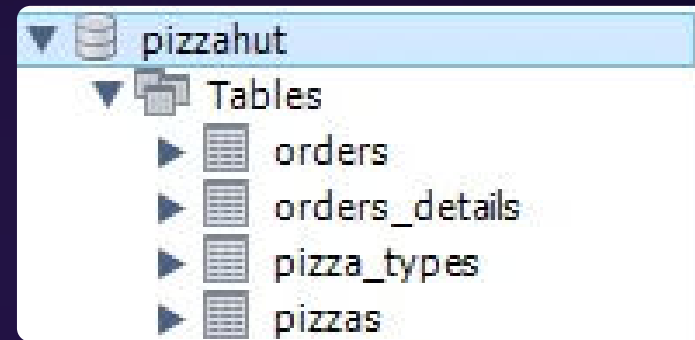 pizzahut
Tables
orders
orders_details
pizza_types
pizzas